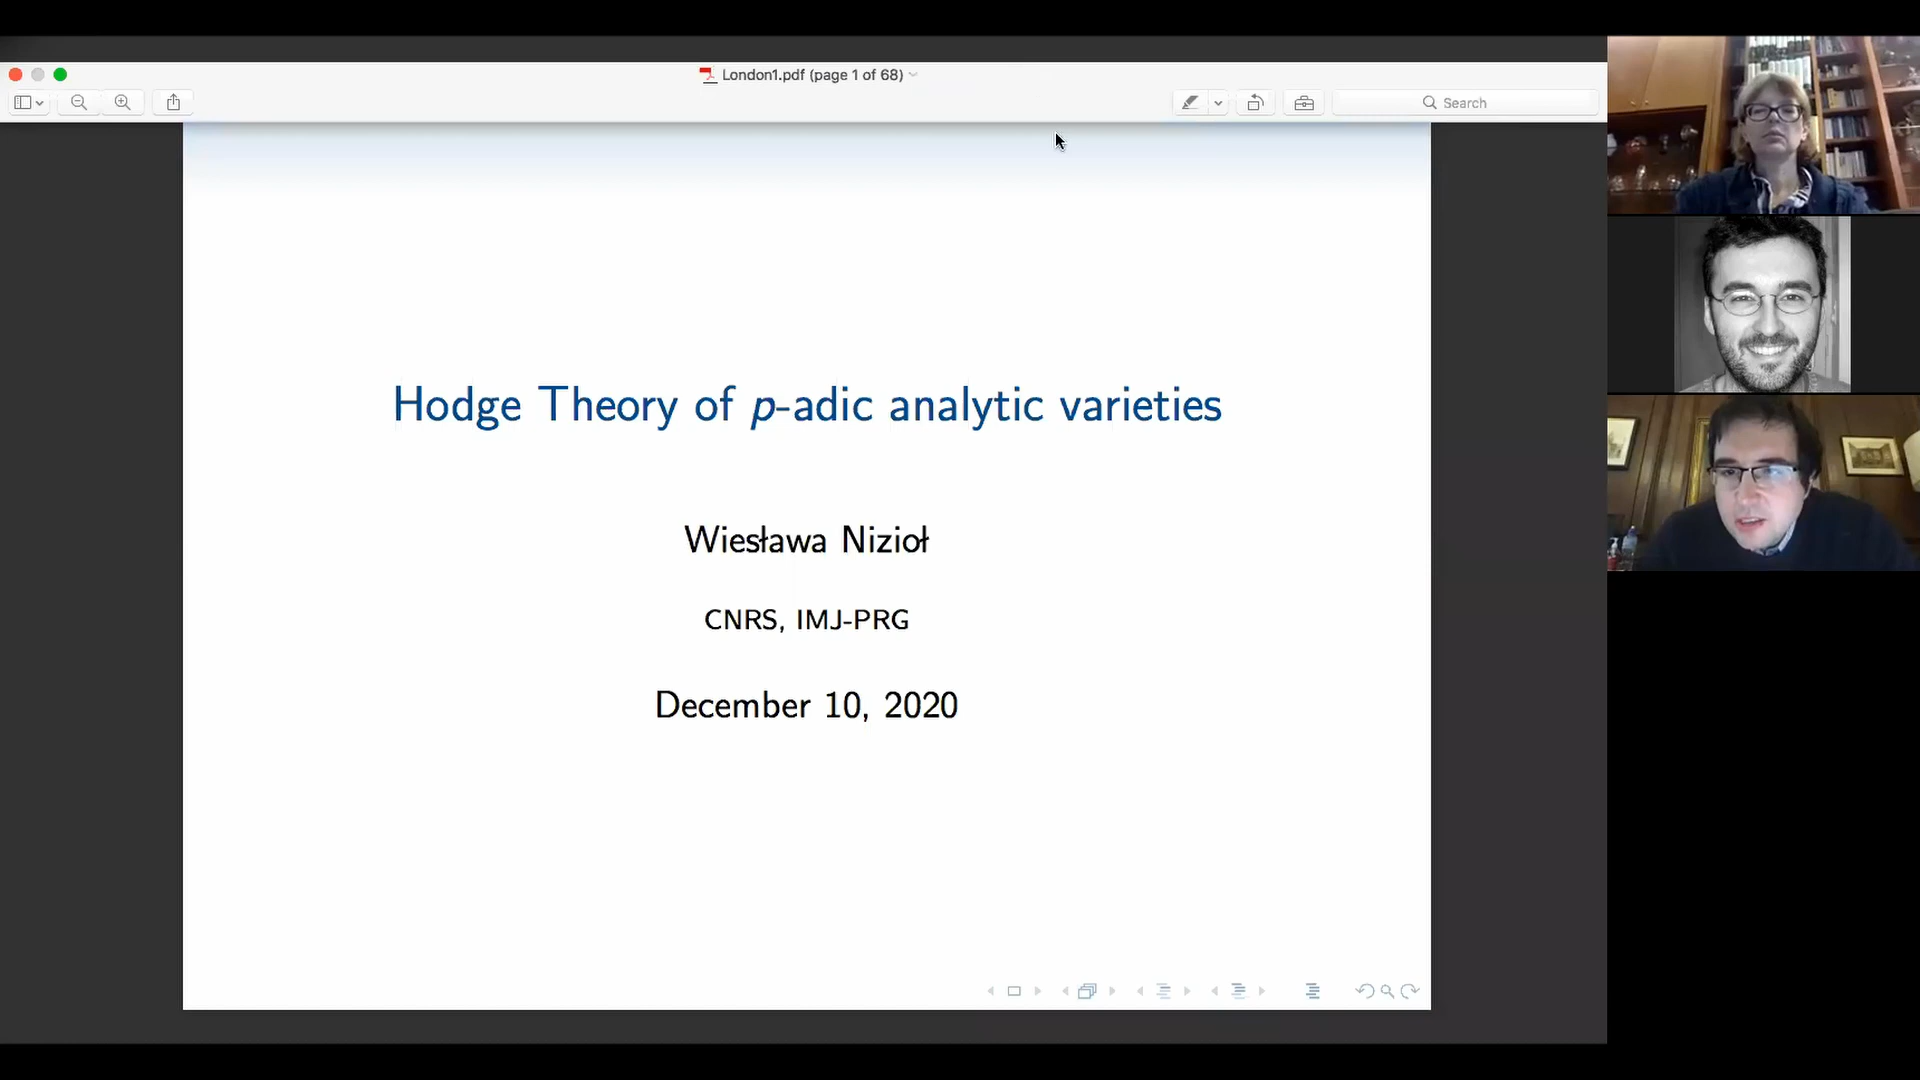 London1.pdf (page 1 of 68)
Search
Hodge Theory of p-adic analytic varieties
Wiesława Nizioł
CNRS, IMJ-PRG
December 10, 2020